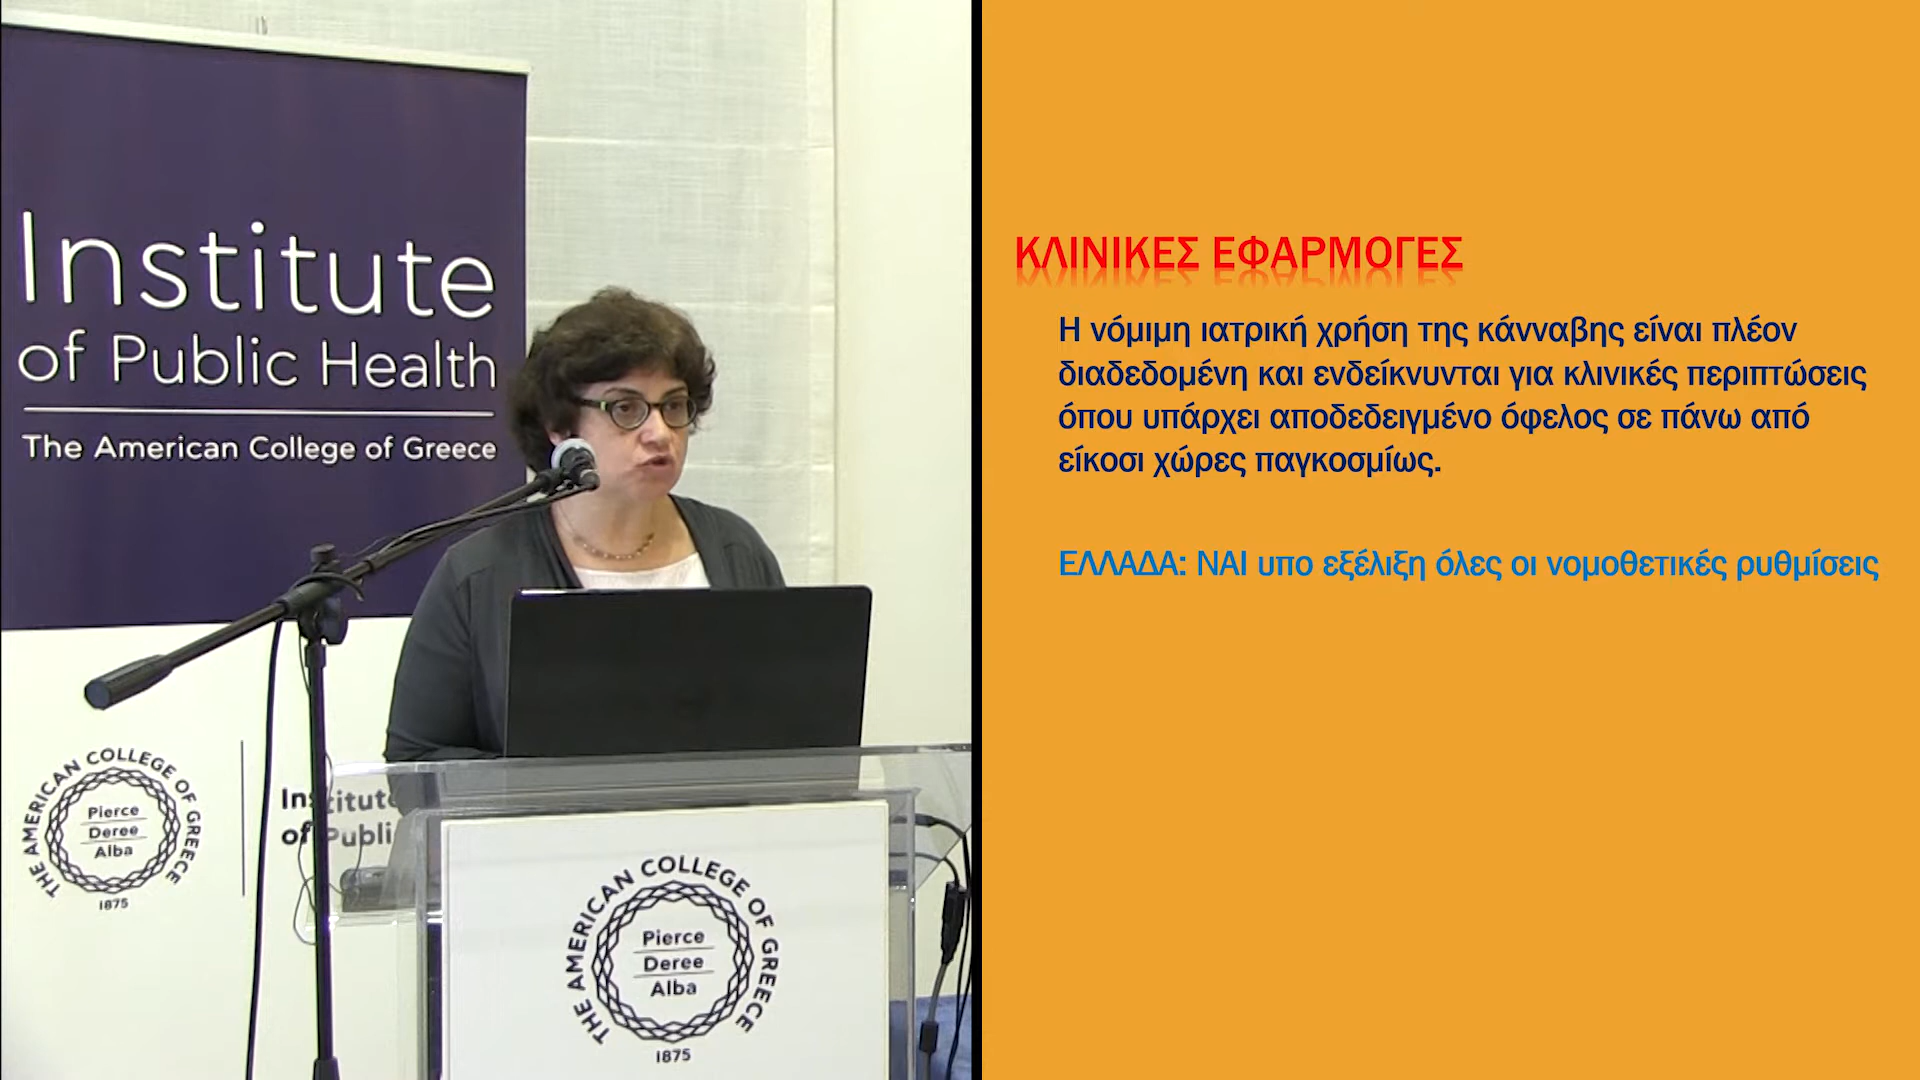 Institute
of Public Health
The American College of Greece
THE AMERICAN COLLEGE OF GREECE
Pierce
Deree
Alba
1875
Institute
of Public
THE AMERICAN COLLEGE OF GREECE
Pierce
Deree
Alba
1875
ΚΛΙΝΙΚΕΣ ΕΦΑΡΜΟΓΕΣ
Η νόμιμη ιατρική χρήση της κάνναβης είναι πλέον
διαδεδομένη και ενδείκνυνται για κλινικές περιπτώσεις
όπου υπάρχει αποδεδειγμένο όφελος σε πάνω από
είκοσι χώρες παγκοσμίως.
ΕΛΛΑΔΑ: ΝΑΙ υπο εξέλιξη όλες οι νομοθετικές ρυθμίσεις